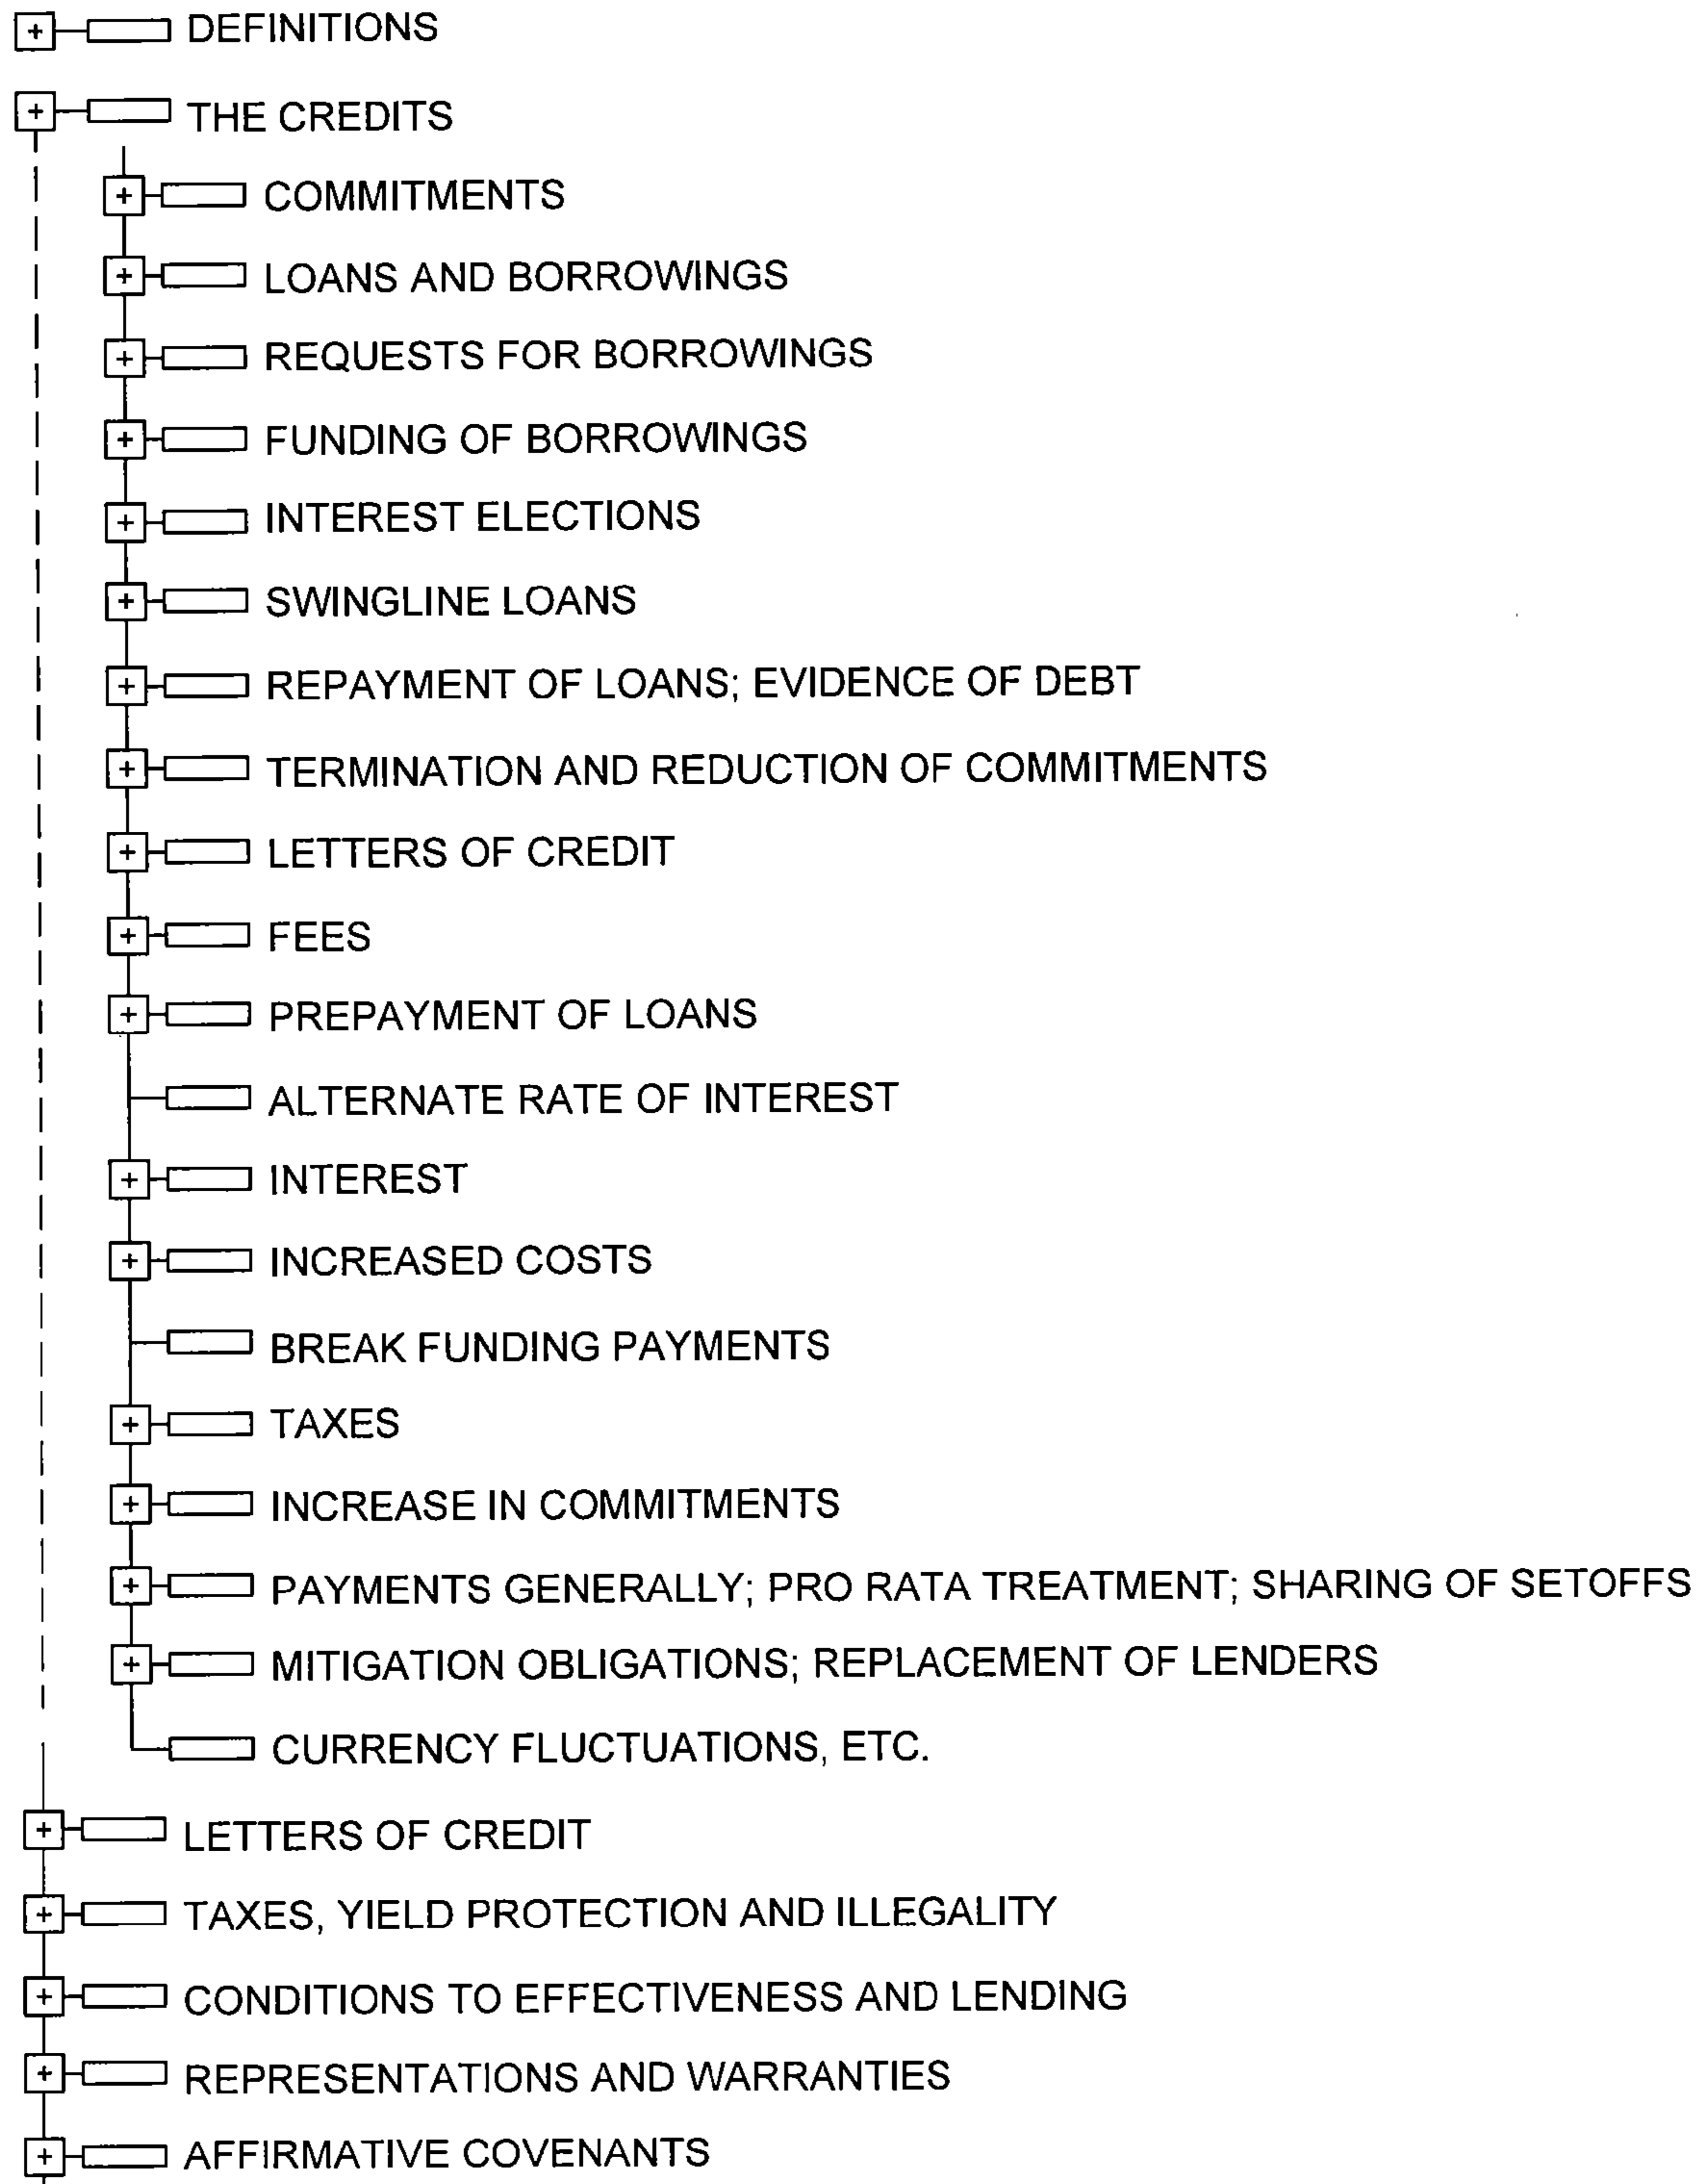 DEFINITIONS
THE CREDITS
COMMITMENTS
LOANS AND BORROWINGS
REQUESTS FOR BORROWINGS
FUNDING OF BORROWINGS
INTEREST ELECTIONS
SWINGLINE LOANS
REPAYMENT OF LOANS; EVIDENCE OF DEBT
TERMINATION AND REDUCTION OF COMMITMENTS
LETTERS OF CREDIT
FEES
PREPAYMENT OF LOANS
ALTERNATE RATE OF INTEREST
INTEREST
INCREASED COSTS
BREAK FUNDING PAYMENTS
TAXES
INCREASE IN COMMITMENTS
PAYMENTS GENERALLY; PRO RATA TREATMENT; SHARING OF SETOFFS
MITIGATION OBLIGATIONS; REPLACEMENT OF LENDERS
CURRENCY FLUCTUATIONS, ETC.
LETTERS OF CREDIT
TAXES, YIELD PROTECTION AND ILLEGALITY
CONDITIONS TO EFFECTIVENESS AND LENDING
REPRESENTATIONS AND WARRANTIES
AFFIRMATIVE COVENANTS